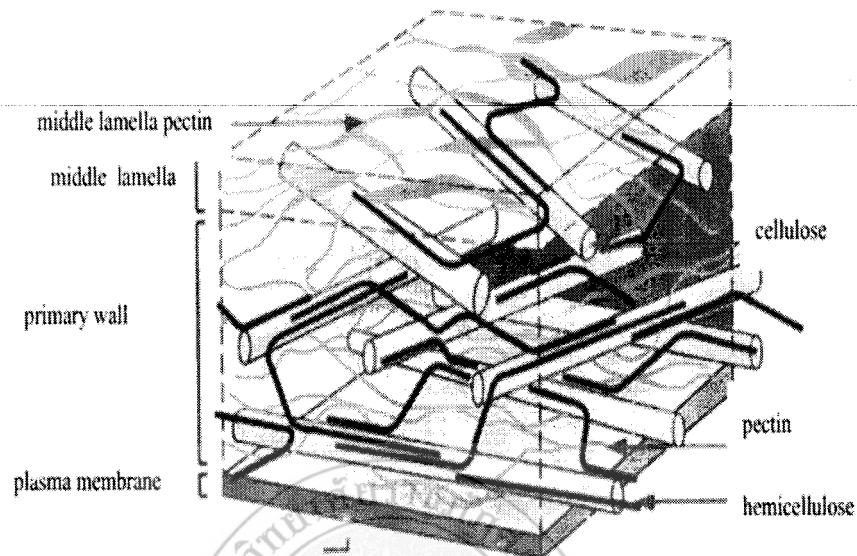 middle lamella pectin
middle lamella
cellulose
primary wall
pectin
plasma membrane
hemicellulose